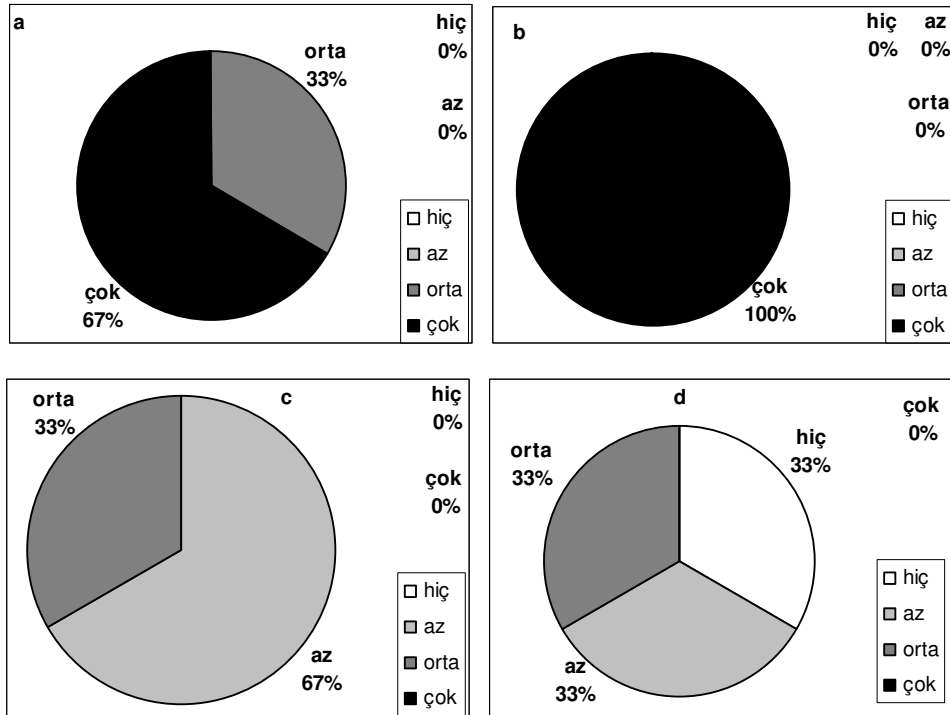 a
orta
33%
hiç
0%
az
0%
çok
67%
hiç
az
orta
çok
b
hiç az
0% 0%
orta
0%
çok
100%
hiç
az
orta
çok
c
orta
33%
hiç
0%
çok
0%
az
67%
hiç
az
orta
çok
d
orta
33%
hiç
33%
çok
0%
az
33%
hiç
az
orta
çok